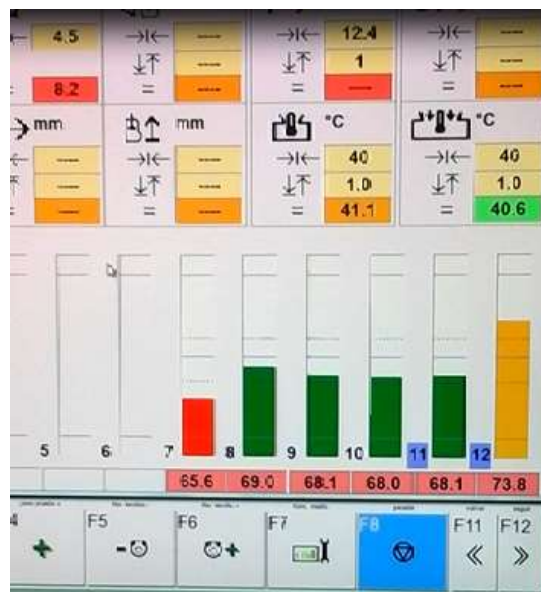 4.5 ---- 12.4 ----
---- 1 ----
8.2 ---- ---- ----
mm mm °C °C
---- ---- 40 40
---- ---- 1.0 1.0
---- ---- 41.1 40.6
5 6 7 8 9 10 11 12
65.6 69.0 68.1 68.0 68.1 73.8
4 F5 F6 F7 F8 F11 F12